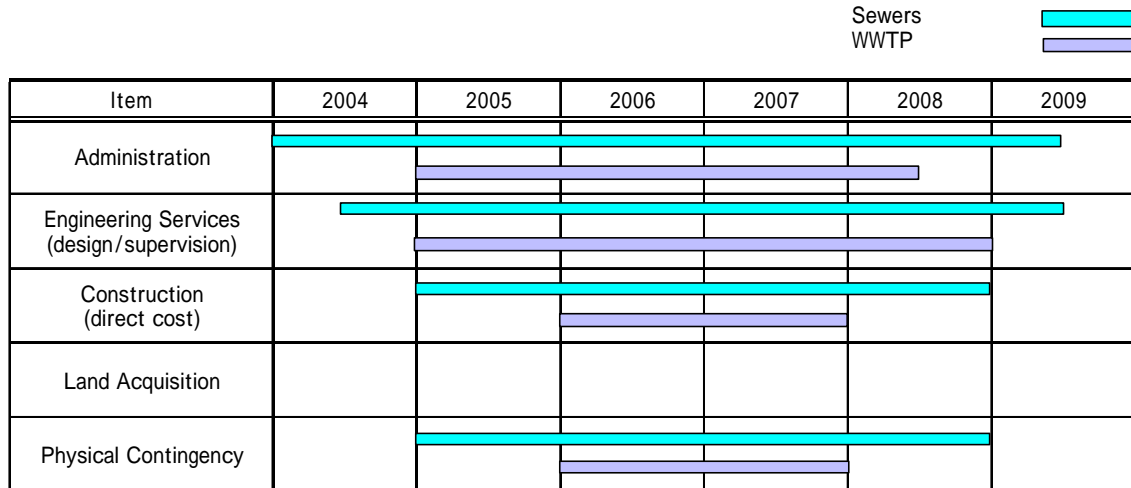 Sewers
WWTP
Item 2004 2005 2006 2007 2008 2009
Administration
Engineering Services
(design/supervision)
Construction
(direct cost)
Land Acquisition
Physical Contingency